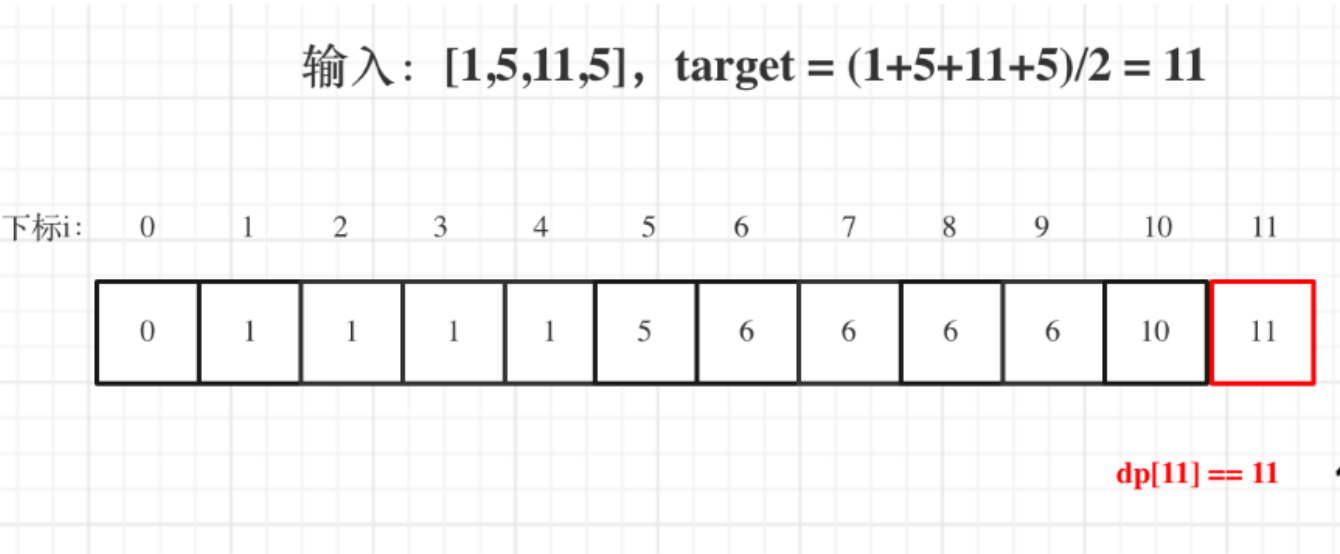 输入：[1,5,11,5]，target = (1+5+11+5)/2 = 11
下标i： 0 1 2 3 4 5 6 7 8 9 10 11
0 1 1 1 1 5 6 6 6 6 10 11
dp[11] == 11